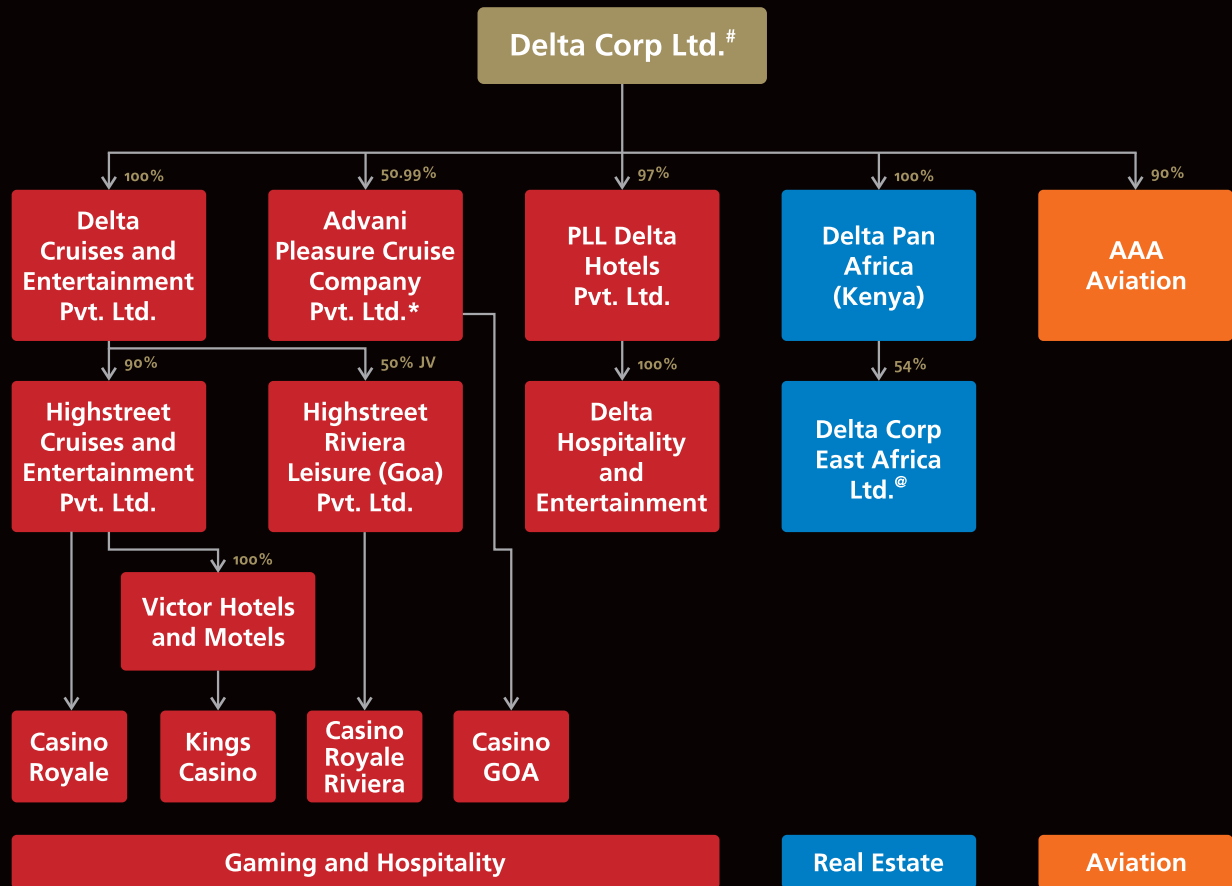 Delta Corp Ltd.#
100%
50.99%
97%
100%
90%
Delta
Cruises and
Entertainment
Pvt. Ltd.
Advani
Pleasure Cruise
Company
Pvt. Ltd.*
PLL Delta
Hotels
Pvt. Ltd.
Delta Pan
Africa
(Kenya)
AAA
Aviation
90%
50% JV
100%
54%
Highstreet
Cruises and
Entertainment
Pvt. Ltd.
Highstreet
Riviera
Leisure (Goa)
Pvt. Ltd.
Delta
Hospitality
and
Entertainment
Delta Corp
East Africa
Ltd.@
100%
Victor Hotels
and Motels
Casino
Royale
Kings
Casino
Casino
Royale
Riviera
Casino
GOA
Gaming and Hospitality
Real Estate
Aviation